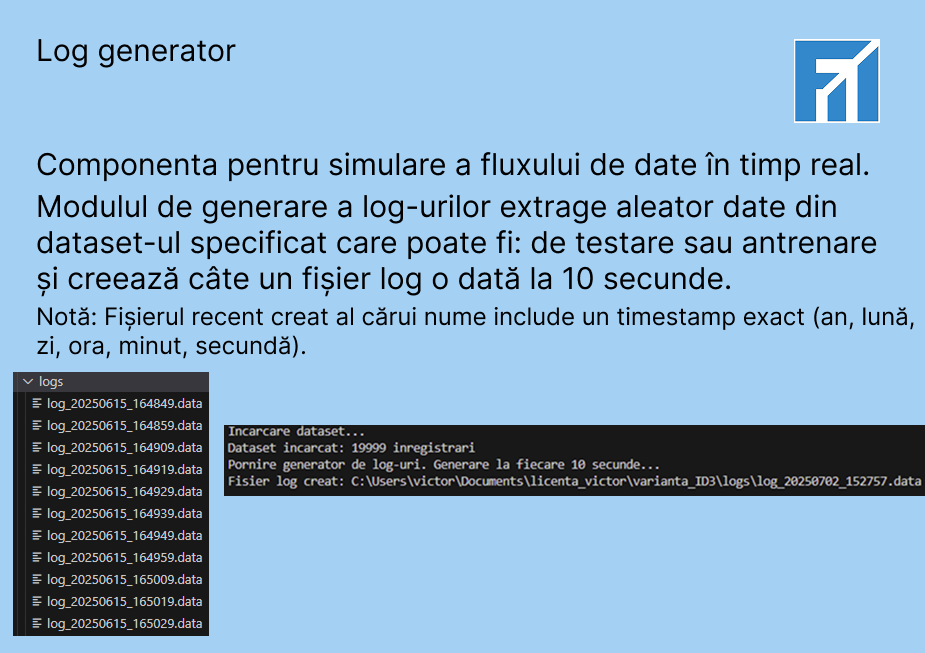 Log generator
Componenta pentru simulare a fluxului de date în timp real.
Modulul de generare a log-urilor extrage aleator date din
dataset-ul specificat care poate fi: de testare sau antrenare
și creează câte un fișier log o dată la 10 secunde.
Notă: Fișierul recent creat al cărui nume include un timestamp exact (an, lună,
zi, ora, minut, secundă).
logs
log_20250615_164849.data
log_20250615_164859.data
log_20250615_164909.data
log_20250615_164919.data
log_20250615_164929.data
log_20250615_164939.data
log_20250615_164949.data
log_20250615_164959.data
log_20250615_165009.data
log_20250615_165019.data
log_20250615_165029.data
Incarcare dataset...
Dataset incarcat: 19999 inregistrari
Pornire generator de log-uri. Generare la fiecare 10 secunde...
Fisier log creat: C:\Users\victor\Documents\licenta_victor\varianta_ID3\logs\log_20250702_152757.data